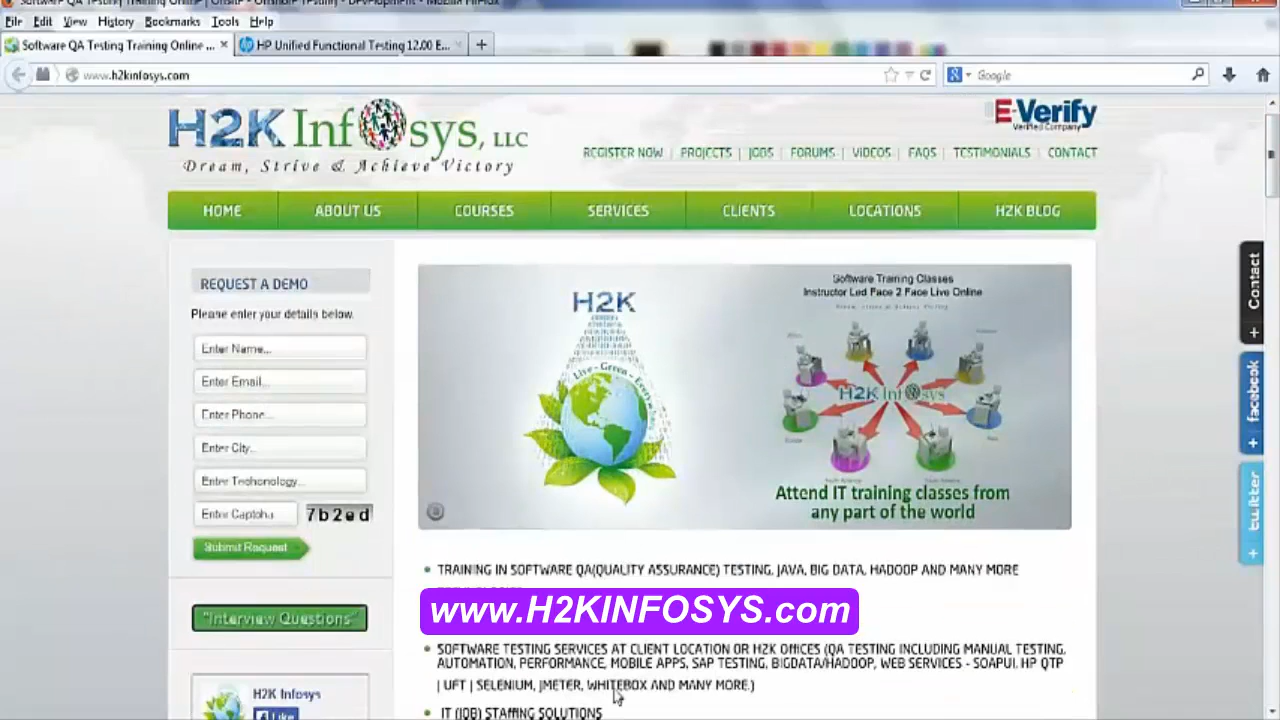 File Edit View History Bookmarks Tools Help
Software QA Testing Training Online ... × HP Unified Functional Testing 12.00 E... × +
www.h2kinfosys.com Google
H2K Infosys, LLC
Dream, Strive & Achieve Victory
E-Verify
Verified Company
REGISTER NOW | PROJECTS | JOBS | FORUMS | VIDEOS | FAQS | TESTIMONIALS | CONTACT
HOME ABOUT US COURSES SERVICES CLIENTS LOCATIONS H2K BLOG
REQUEST A DEMO
Please enter your details below.
Enter Name...
Enter Email...
Enter Phone...
Enter City...
Enter Techonology...
Enter Captcha 7b2ed
Submit Request
"Interview Questions"
H2K Infosys
Like
H2K
Live - Green -
Software Training Classes
Instructor Led Face 2 Face Live Online
H2K Infosys
Attend IT training classes from
any part of the world
Contact +
facebook +
twitter +
TRAINING IN SOFTWARE QA(QUALITY ASSURANCE) TESTING, JAVA, BIG DATA, HADOOP AND MANY MORE
www.H2KINFOSYS.com
SOFTWARE TESTING SERVICES AT CLIENT LOCATION OR H2K OFFICES (QA TESTING INCLUDING MANUAL TESTING,
AUTOMATION, PERFORMANCE, MOBILE APPS, SAP TESTING, BIGDATA/HADOOP, WEB SERVICES - SOAPUI, HP QTP
| UFT | SELENIUM, JMETER, WHITEBOX AND MANY MORE.)
IT (JOB) STAFFING SOLUTIONS